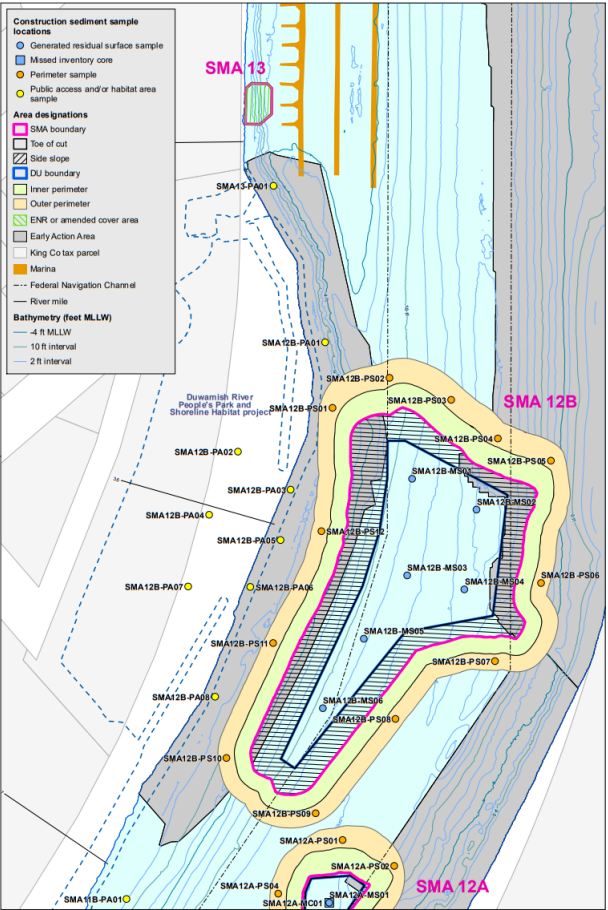 Construction sediment sample
locations
Generated residual surface sample
Missed inventory core
Perimeter sample
Public access and/or habitat area
sample
Area designations
SMA boundary
Toe of cut
Side slope
DU boundary
Inner perimeter
Outer perimeter
ENR or amended cover area
Early Action Area
King Co tax parcel
Marina
Federal Navigation Channel
River mile
Bathymetry (feet MLLW)
-4 ft MLLW
10 ft interval
2 ft interval
SMA 13
SMA13-PA01
SMA12B-PA01
SMA12B-PS02
Duwamish River
People's Park and
Shoreline Habitat project
SMA12B-PS01
SMA12B-PS03
SMA 12B
SMA12B-PS04
SMA12B-PA02
SMA12B-PS05
SMA12B-MS01
SMA12B-PA03
SMA12B-MS02
SMA12B-PA04
SMA12B-PS12
SMA12B-PA05
SMA12B-MS03
SMA12B-PS06
SMA12B-PA07
SMA12B-PA06
SMA12B-MS04
SMA12B-MS05
SMA12B-PS11
SMA12B-PS07
SMA12B-PA08
SMA12B-MS06
SMA12B-PS08
SMA12B-PS10
SMA12B-PS09
SMA12A-PS01
SMA12A-PS02
SMA 12A
SMA12A-PS04
SMA12A-MS01
SMA11B-PA01
SMA12A-MC01